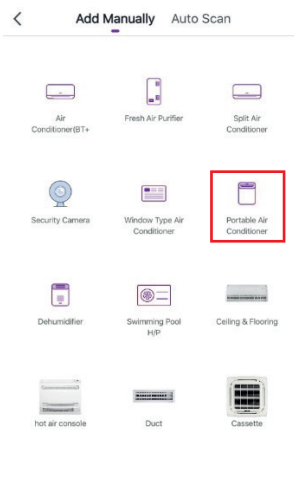 Add Manually Auto Scan
Air
Conditioner(BT+
Fresh Air Purifier
Split Air
Conditioner
Security Camera
Window Type Air
Conditioner
Portable Air
Conditioner
Dehumidifier
Swimming Pool
H/P
Ceiling & Flooring
hot air console
Duct
Cassette